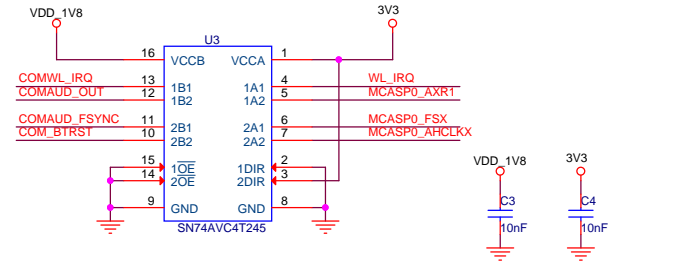 VDD_1V8 3V3
U3
16 VCCB VCCA 1
COMWL_IRQ 13 1B1 1A1 4 WL_IRQ
COMAUD_OUT 12 1B2 1A2 5 MCASP0_AXR1
COMAUD_FSYNC 11 2B1 2A1 6 MCASP0_FSX
COM_BTRST 10 2B2 2A2 7 MCASP0_AHCLKX
15 1OE 1DIR 2
14 2OE 2DIR 3
9 GND GND 8
SN74AVC4T245
VDD_1V8 3V3
C3 C4
10nF 10nF